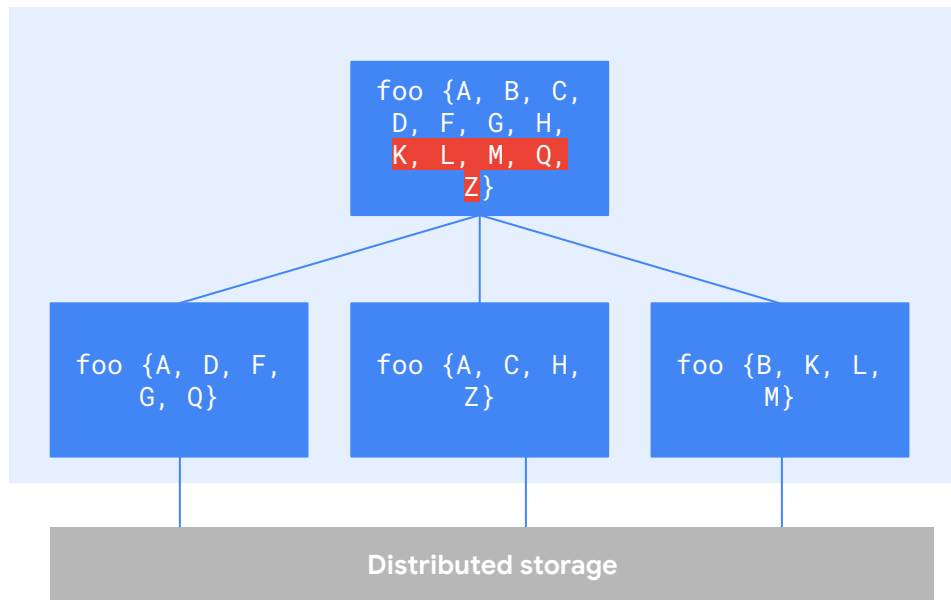 foo {A, B, C,
D, F, G, H,
K, L, M, Q,
Z}
foo {A, D, F,
G, Q}
foo {A, C, H,
Z}
foo {B, K, L,
M}
Distributed storage